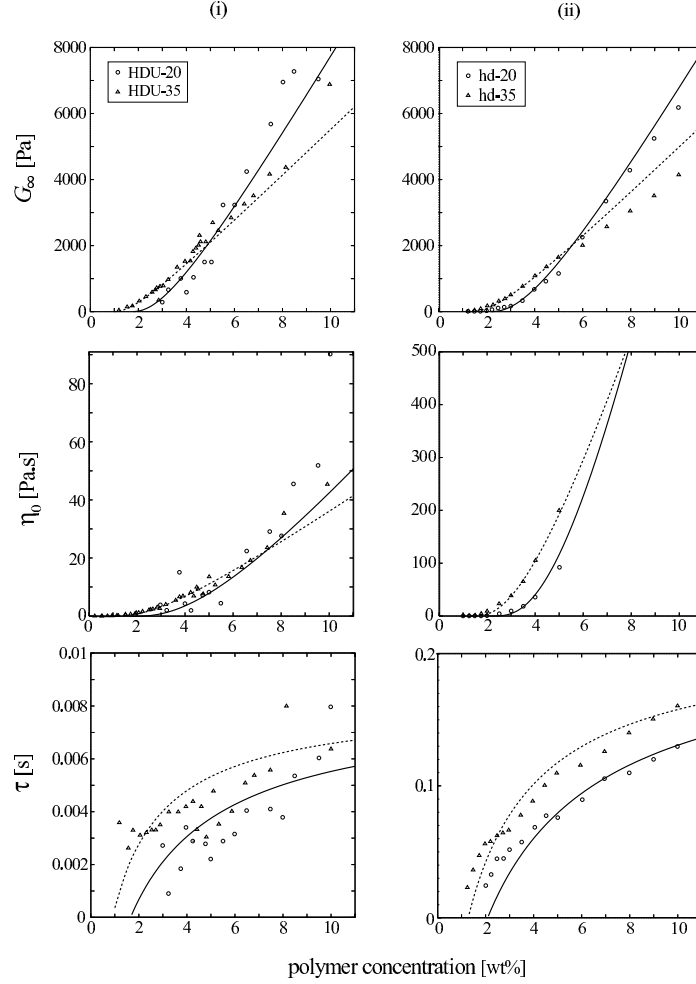 (i) (ii)
8000 8000
HDU-20 hd-20
HDU-35 hd-35
6000 6000
G∞ [Pa]
4000 4000
2000 2000
0 0
0 2 4 6 8 10 0 2 4 6 8 10
80 500
60 400
η0 [Pa.s]
40 300
200
20 100
0 0
0 2 4 6 8 10 0 2 4 6 8 10
0.01 0.2
0.008
0.006
τ [s]
0.1
0.004
0.002
0 0
0 2 4 6 8 10 0 2 4 6 8 10
polymer concentration [wt%]